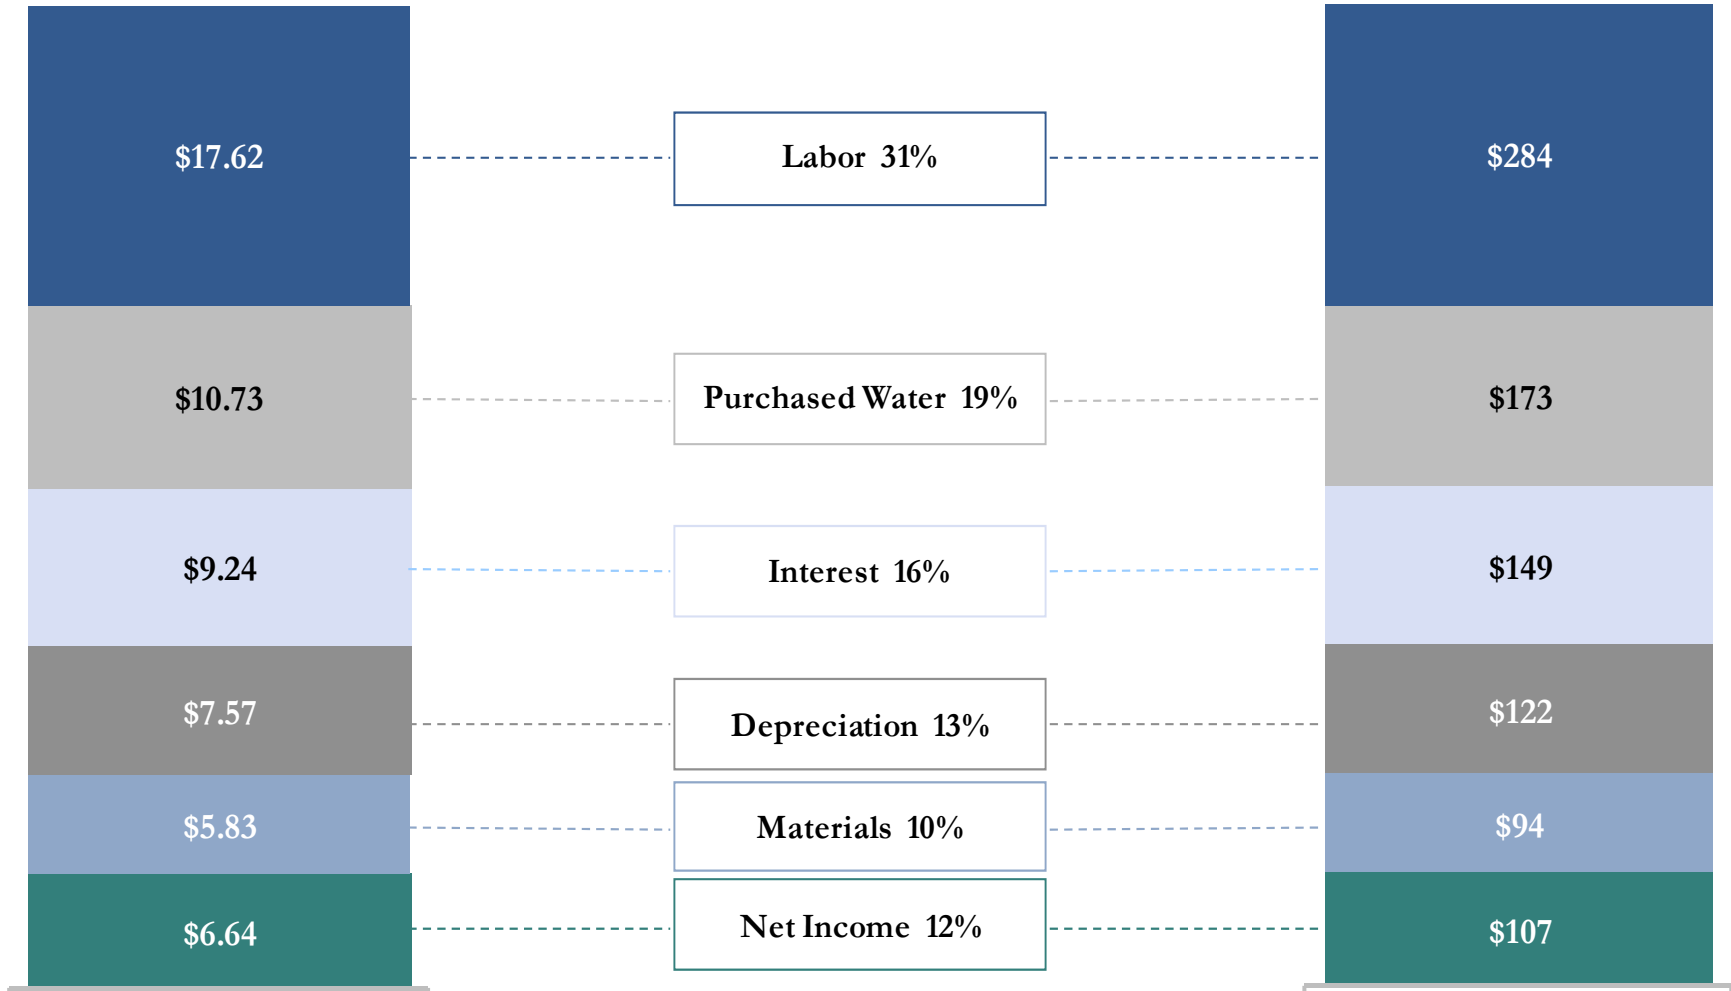 $17.62
Labor 31%
$284
$10.73
Purchased Water 19%
$173
$9.24
Interest 16%
$149
$7.57
Depreciation 13%
$122
$5.83
Materials 10%
$94
$6.64
Net Income 12%
$107